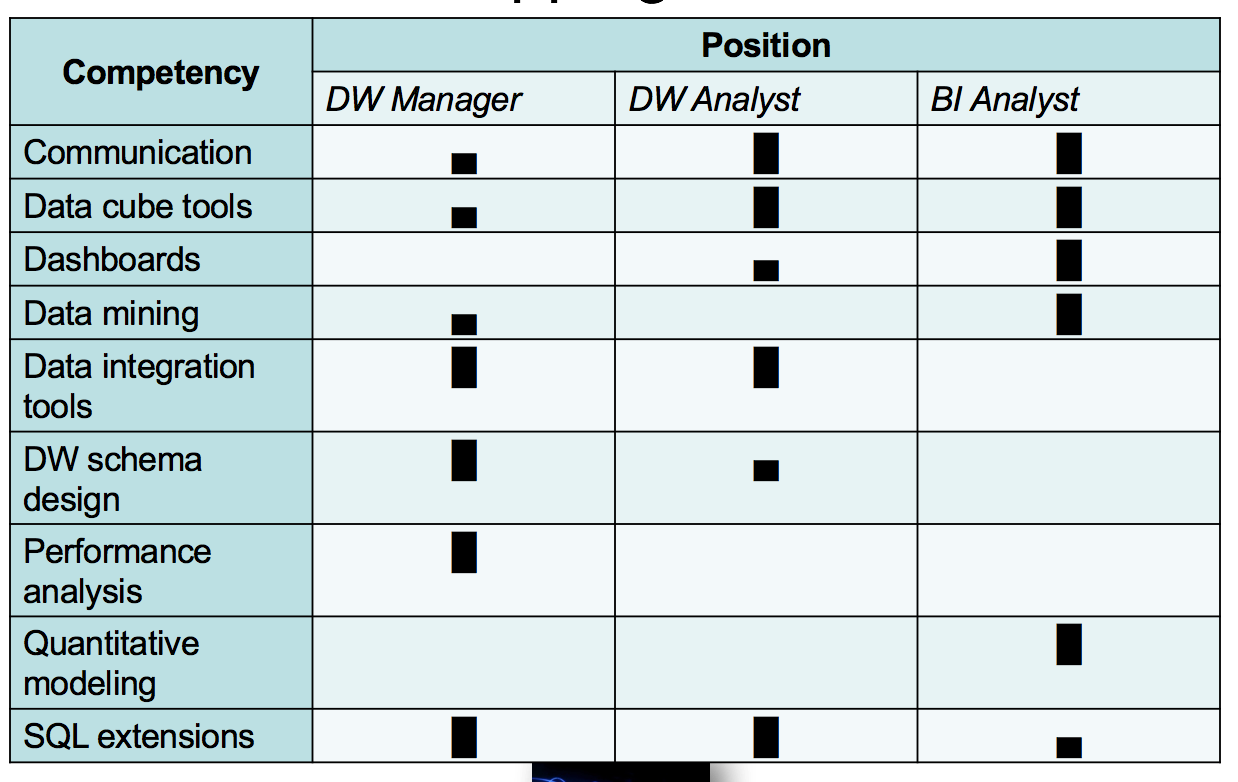 Competency
Position
DW Manager DW Analyst BI Analyst
Communication
Data cube tools
Dashboards
Data mining
Data integration
tools
DW schema
design
Performance
analysis
Quantitative
modeling
SQL extensions